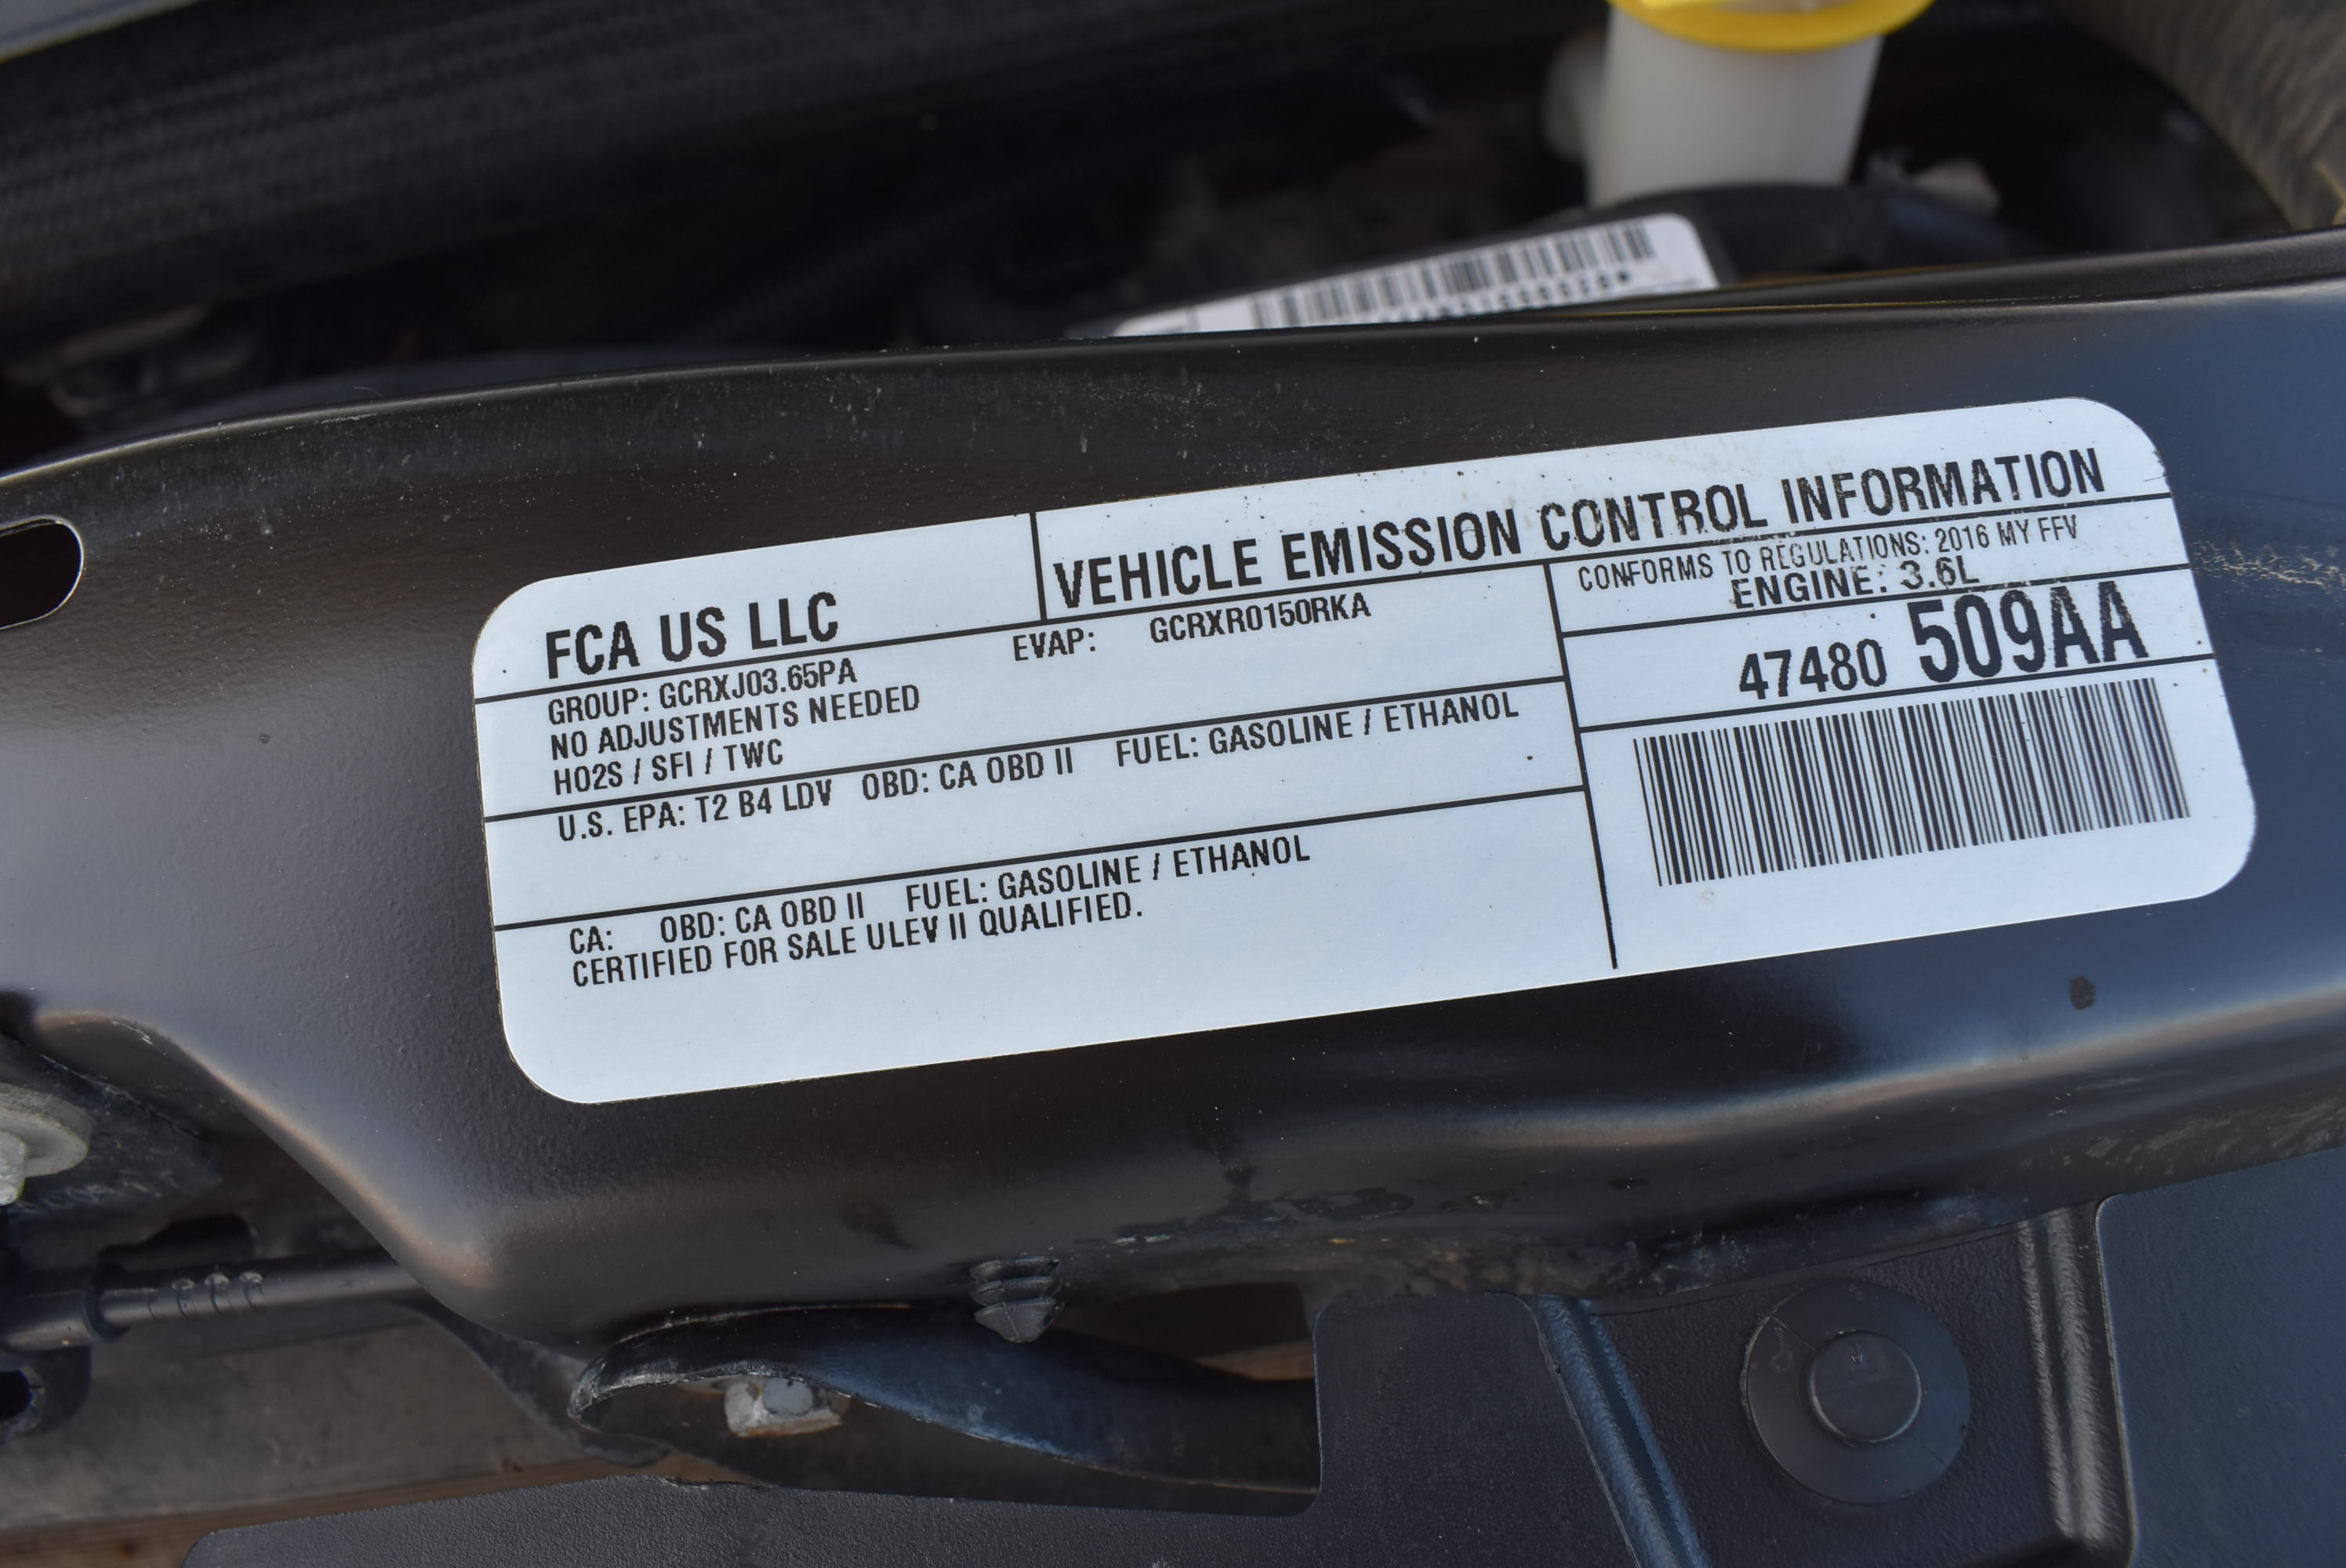 FCA US LLC
VEHICLE EMISSION CONTROL INFORMATION
GROUP: GCRXJ03.65PA
EVAP: GCRXR0150RKA
NO ADJUSTMENTS NEEDED
HO2S / SFI / TWC
CONFORMS TO REGULATIONS: 2016 MY FFV
ENGINE: 3.6L
47480 509AA
U.S. EPA: T2 B4 LDV OBD: CA OBD II FUEL: GASOLINE / ETHANOL
CA: OBD: CA OBD II FUEL: GASOLINE / ETHANOL
CERTIFIED FOR SALE ULEV II QUALIFIED.